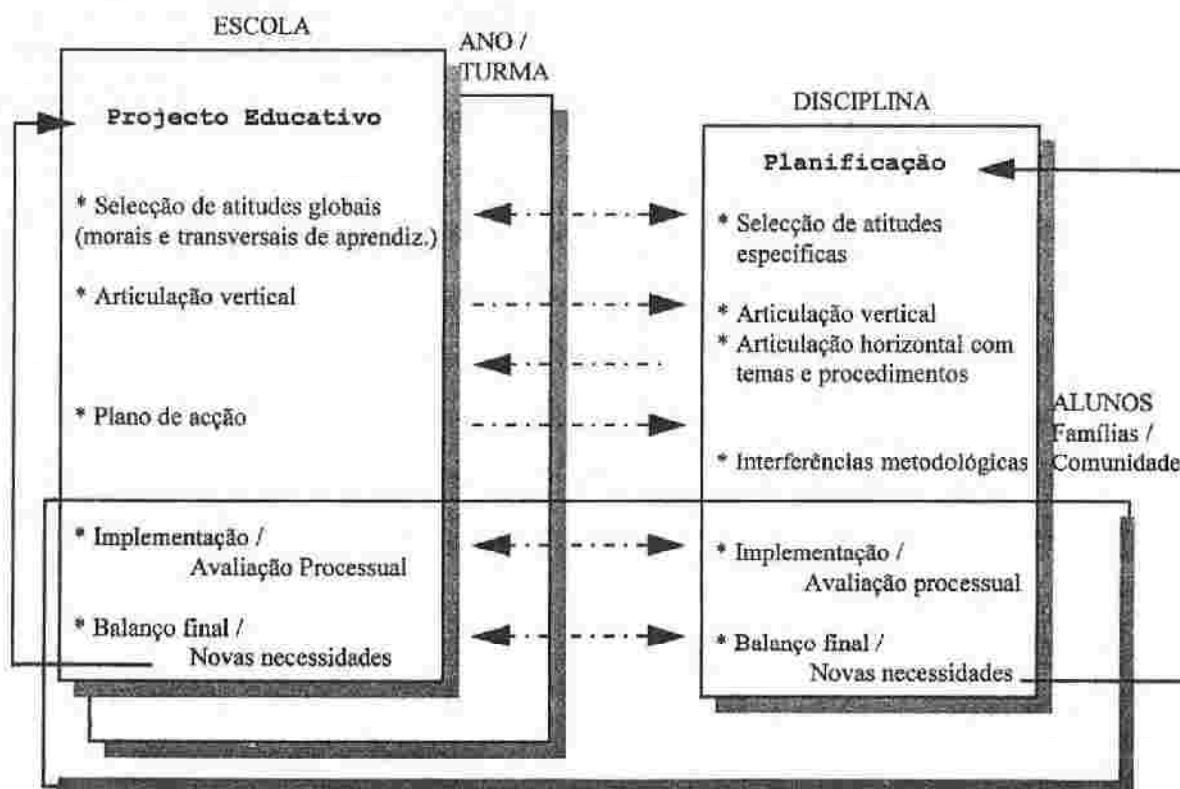 ESCOLA
ANO /
TURMA
Projecto Educativo
* Selecção de atitudes globais
(morais e transversais de aprendiz.)
* Articulação vertical
* Plano de acção
* Implementação /
Avaliação Processual
* Balanço final /
Novas necessidades
DISCIPLINA
Planificação
* Selecção de atitudes
específicas
* Articulação vertical
* Articulação horizontal com
temas e procedimentos
* Interferências metodológicas
* Implementação /
Avaliação processual
* Balanço final /
Novas necessidades
ALUNOS
Famílias /
Comunidade